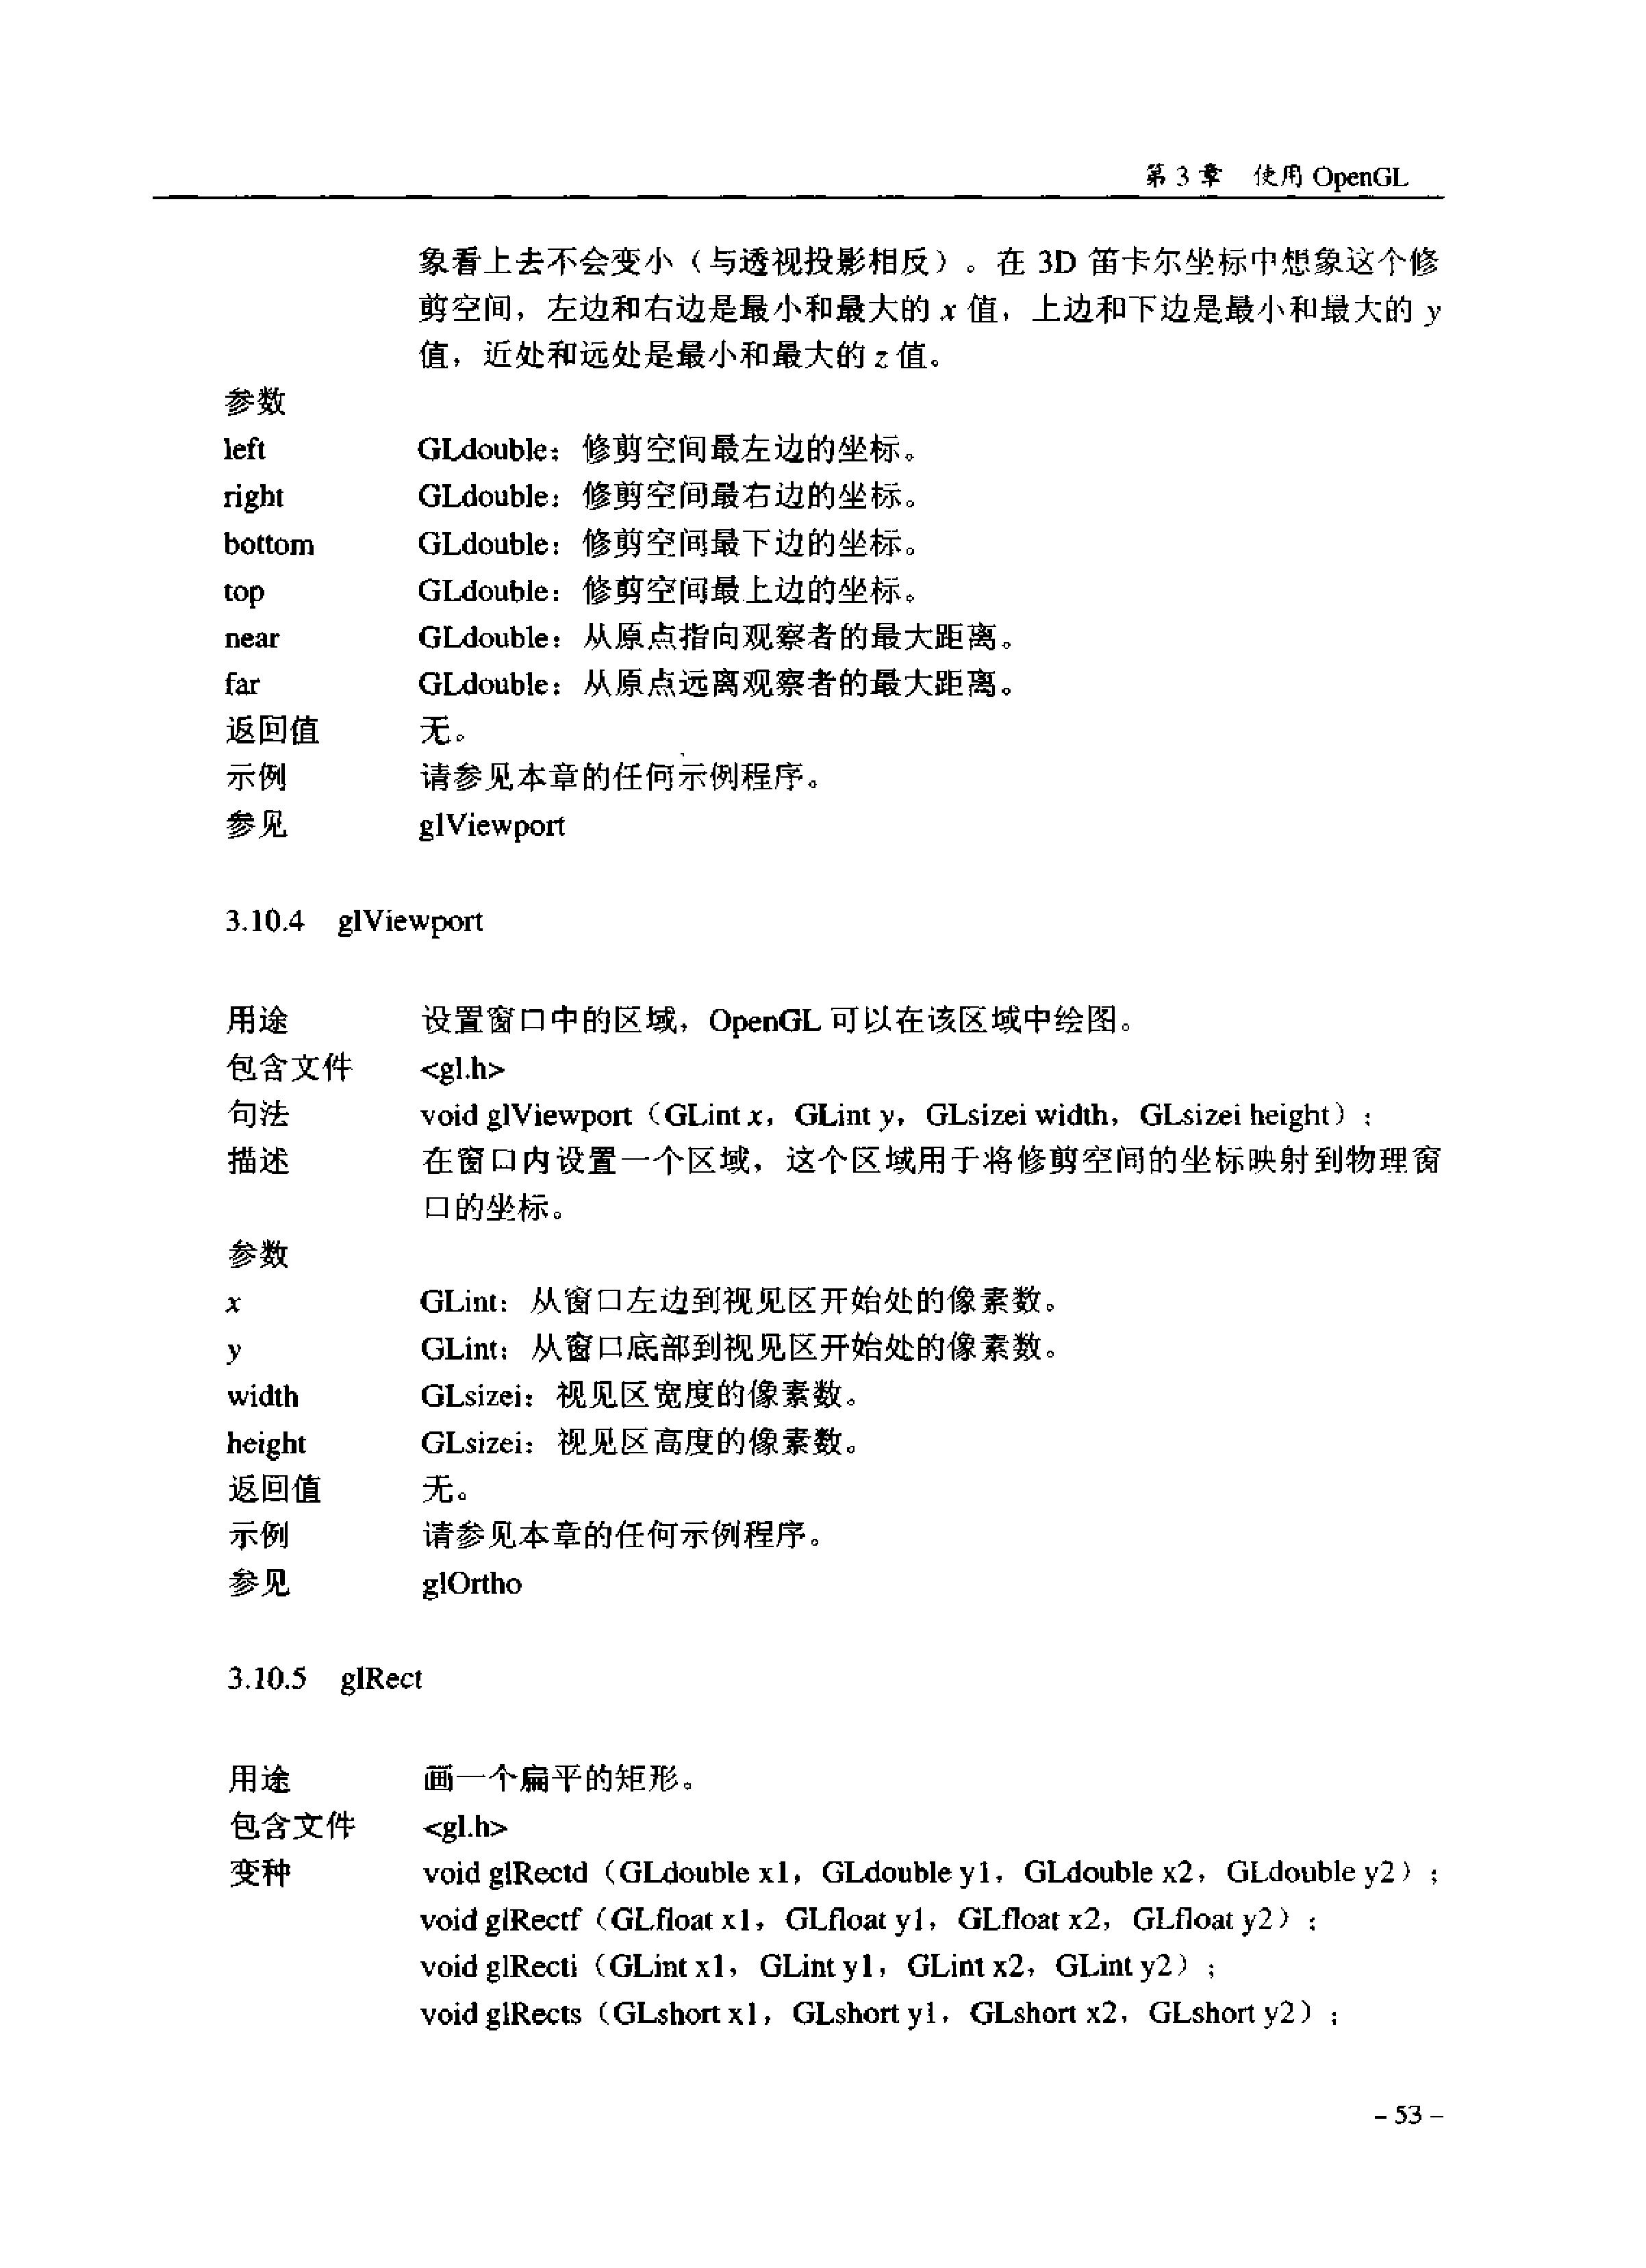 第 3 章 使用 OpenGL
象看上去不会变小（与透视投影相反）。在 3D 笛卡尔坐标中想象这个修
剪空间，左边和右边是最小和最大的 x 值，上边和下边是最小和最大的 y
值，近处和远处是最小和最大的 z 值。
参数
left GLdouble：修剪空间最左边的坐标。
right GLdouble：修剪空间最右边的坐标。
bottom GLdouble：修剪空间最下边的坐标。
top GLdouble：修剪空间最上边的坐标。
near GLdouble：从原点指向观察者的最大距离。
far GLdouble：从原点远离观察者的最大距离。
返回值 无。
示例 请参见本章的任何示例程序。
参见 glViewport
3.10.4 glViewport
用途 设置窗口中的区域，OpenGL 可以在该区域中绘图。
包含文件 <gl.h>
句法 void glViewport（GLint x，GLint y，GLsizei width，GLsizei height）；
描述 在窗口内设置一个区域，这个区域用于将修剪空间的坐标映射到物理窗
口的坐标。
参数
x GLint：从窗口左边到视见区开始处的像素数。
y GLint：从窗口底部到视见区开始处的像素数。
width GLsizei：视见区宽度的像素数。
height GLsizei：视见区高度的像素数。
返回值 无。
示例 请参见本章的任何示例程序。
参见 glOrtho
3.10.5 glRect
用途 画一个扁平的矩形。
包含文件 <gl.h>
变种 void glRectd（GLdouble x1，GLdouble y1，GLdouble x2，GLdouble y2）；
void glRectf（GLfloat x1，GLfloat y1，GLfloat x2，GLfloat y2）；
void glRecti（GLint x1，GLint y1，GLint x2，GLint y2）；
void glRects（GLshort x1，GLshort y1，GLshort x2，GLshort y2）；
– 53 –